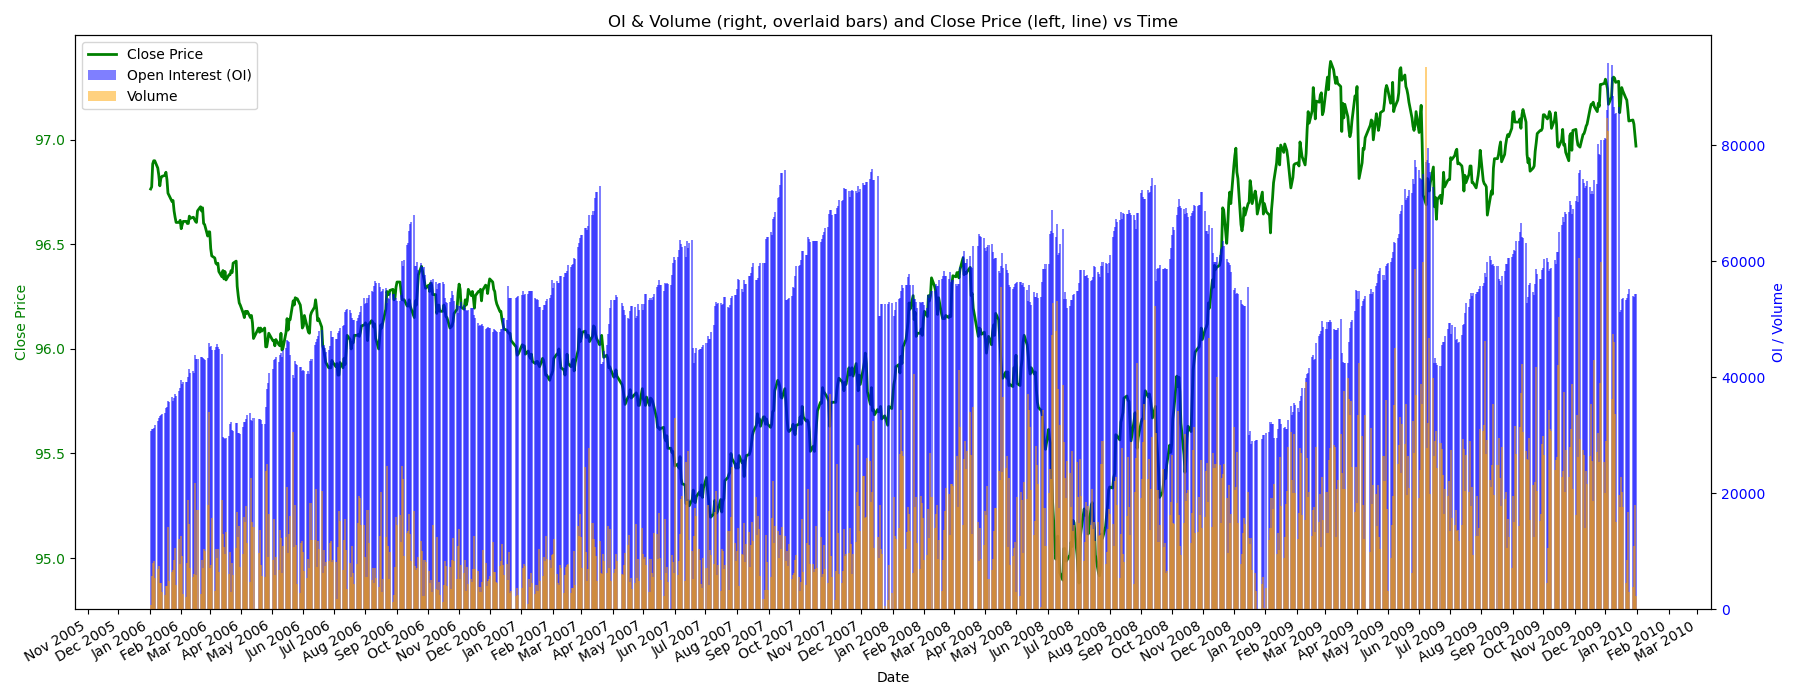 OI & Volume (right, overlaid bars) and Close Price (left, line) vs Time
Close Price
Open Interest (OI)
Volume
97.0
96.5
96.0
95.5
95.0
Close Price
80000
60000
40000
20000
0
OI / Volume
Nov 2005
Dec 2005
Jan 2006
Feb 2006
Mar 2006
Apr 2006
May 2006
Jun 2006
Jul 2006
Aug 2006
Sep 2006
Oct 2006
Nov 2006
Dec 2006
Jan 2007
Feb 2007
Mar 2007
Apr 2007
May 2007
Jun 2007
Jul 2007
Aug 2007
Sep 2007
Oct 2007
Nov 2007
Dec 2007
Jan 2008
Feb 2008
Mar 2008
Apr 2008
May 2008
Jun 2008
Jul 2008
Aug 2008
Sep 2008
Oct 2008
Nov 2008
Dec 2008
Jan 2009
Feb 2009
Mar 2009
Apr 2009
May 2009
Jun 2009
Jul 2009
Aug 2009
Sep 2009
Oct 2009
Nov 2009
Dec 2009
Jan 2010
Feb 2010
Mar 2010
Date